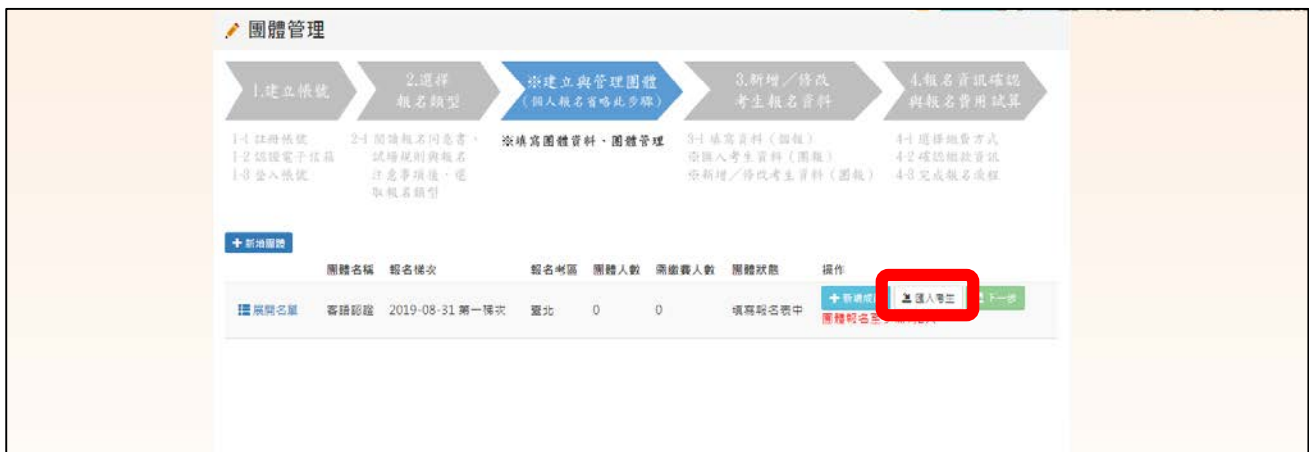 團體管理
1.建立帳號
2.選擇
報名類型
※建立與管理團體
(個人報名省略此步驟)
3.新增／修改
考生報名資料
4.報名資訊確認
與報名費用試算
1-1 註冊帳號
1-2 認證電子信箱
1-3 登入帳號
2-1 閱讀報名同意書、
試場規則與報名
注意事項後，選
取報名類型
※填寫團體資料、團體管理
3-1 填寫資料（個報）
※匯入考生資料（團報）
※新增／修改考生資料（團報）
4-1 選擇繳費方式
4-2 確認繳款資訊
4-3 完成報名流程
新增團體
團體名稱 報名梯次 報名考區 團體人數 需繳費人數 團體狀態 操作
展開名單 客語認證 2019-08-31 第一梯次 臺北 0 0 填寫報名表中 新增成 匯入考生 下一步
團體報名至